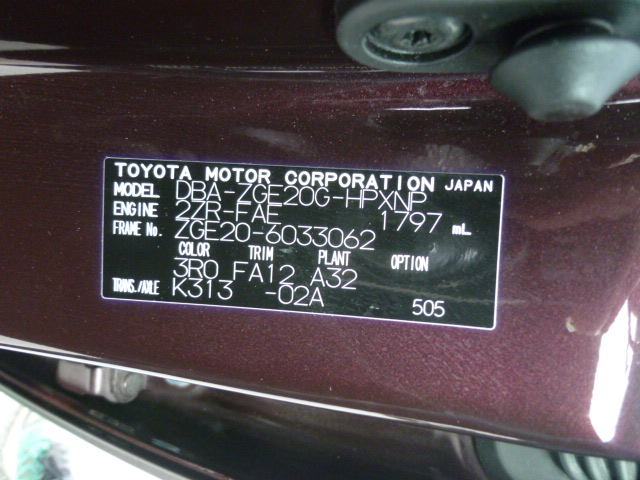 TOYOTA MOTOR CORPORATION JAPAN
MODEL DBA-ZGE20G-HPXNP
ENGINE 2ZR-FAE 1797 mL
FRAME No. ZGE20-6033062
COLOR TRIM PLANT OPTION
3R0 FA12 A32
TRANS./AXLE K313 -02A
505